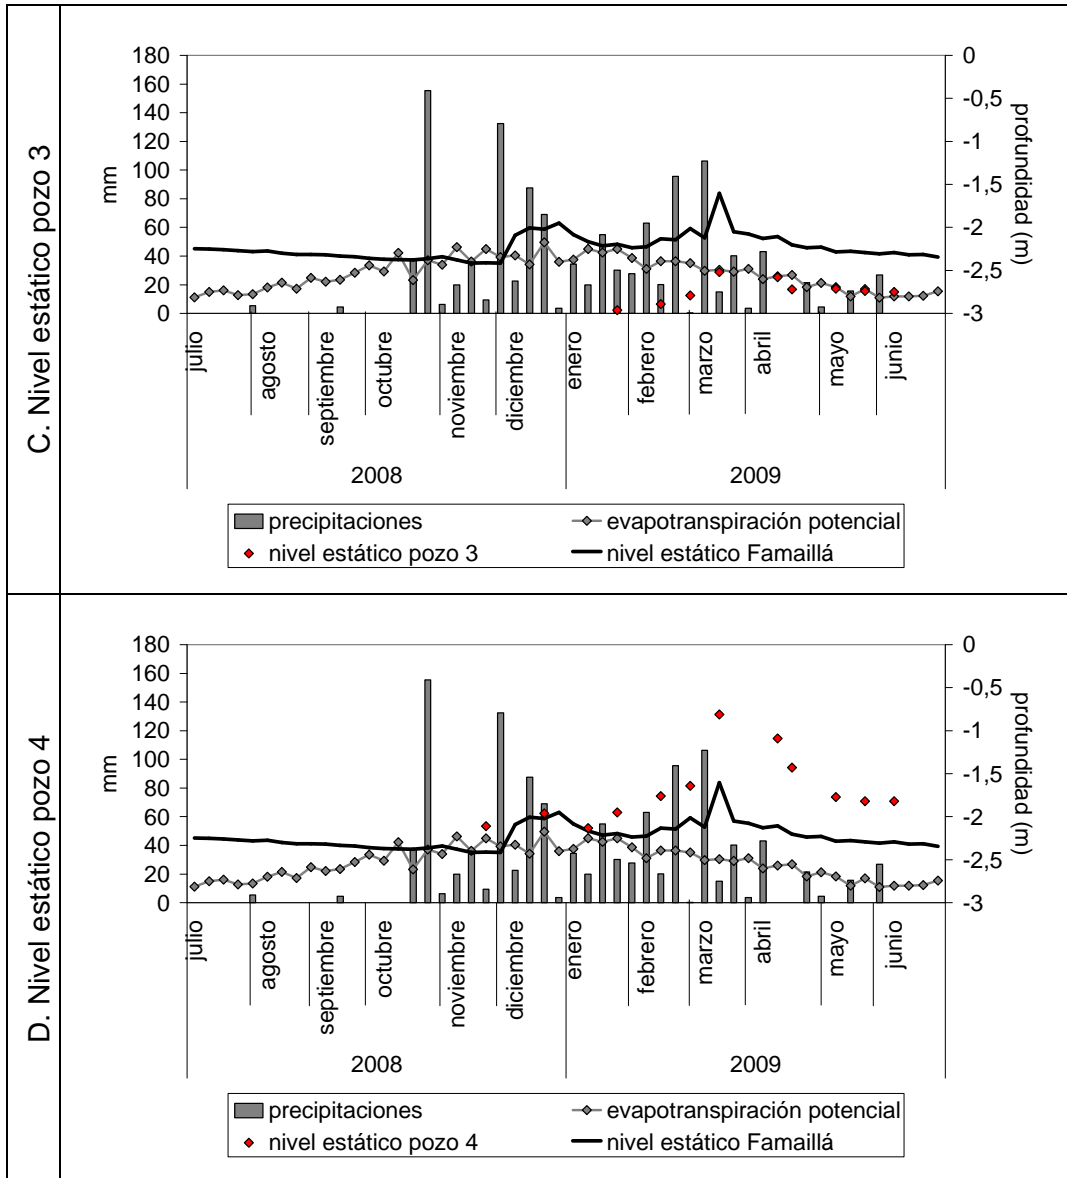 C. Nivel estático pozo 3
180
160
140
120
100
80
60
40
20
0
mm
0
-0,5
-1
-1,5
-2
-2,5
-3
profundidad (m)
julio
agosto
septiembre
octubre
noviembre
diciembre
enero
febrero
marzo
abril
mayo
junio
2008 2009
precipitaciones evapotranspiración potencial
nivel estático pozo 3 nivel estático Famaillá
D. Nivel estático pozo 4
180
160
140
120
100
80
60
40
20
0
mm
0
-0,5
-1
-1,5
-2
-2,5
-3
profundidad (m)
julio
agosto
septiembre
octubre
noviembre
diciembre
enero
febrero
marzo
abril
mayo
junio
2008 2009
precipitaciones evapotranspiración potencial
nivel estático pozo 4 nivel estático Famaillá